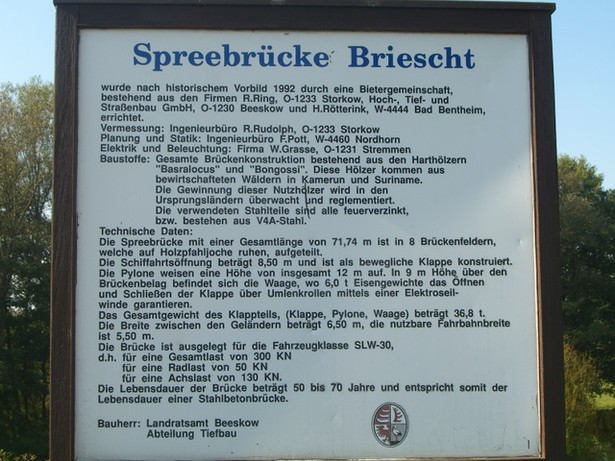 Spreebrücke Briescht
wurde nach historischem Vorbild 1992 durch eine Bietergemeinschaft,
bestehend aus den Firmen R.Ring, O-1233 Storkow, Hoch-, Tief- und
Straßenbau GmbH, O-1230 Beeskow und H.Rötterink, W-4444 Bad Bentheim,
errichtet.
Vermessung: Ingenieurbüro R.Rudolph, O-1233 Storkow
Planung und Statik: Ingenieurbüro F.Pott, W-4460 Nordhorn
Elektrik und Beleuchtung: Firma W.Grasse, O-1231 Stremmen
Baustoffe: Gesamte Brückenkonstruktion bestehend aus den Harthölzern
"Basralocus" und "Bongossi". Diese Hölzer kommen aus
bewirtschafteten Wäldern in Kamerun und Suriname.
Die Gewinnung dieser Nutzhölzer wird in den
Ursprungsländern überwacht und reglementiert.
Die verwendeten Stahlteile sind alle feuerverzinkt,
bzw. bestehen aus V4A-Stahl.
Technische Daten:
Die Spreebrücke mit einer Gesamtlänge von 71,74 m ist in 8 Brückenfeldern,
welche auf Holzpfahljoche ruhen, aufgeteilt.
Die Schiffahrtsöffnung beträgt 8,50 m und ist als bewegliche Klappe konstruiert.
Die Pylone weisen eine Höhe von insgesamt 12 m auf. In 9 m Höhe über den
Brückenbelag befindet sich die Waage, wo 6,0 t Eisengewichte das Öffnen
und Schließen der Klappe über Umlenkrollen mittels einer Elektroseil-
winde garantieren.
Das Gesamtgewicht des Klappteils, (Klappe, Pylone, Waage) beträgt 36,8 t.
Die Breite zwischen den Geländern beträgt 6,50 m, die nutzbare Fahrbahnbreite
ist 5,50 m.
Die Brücke ist ausgelegt für die Fahrzeugklasse SLW-30,
d.h. für eine Gesamtlast von 300 KN
für eine Radlast von 50 KN
für eine Achslast von 130 KN.
Die Lebensdauer der Brücke beträgt 50 bis 70 Jahre und entspricht somit der
Lebensdauer einer Stahlbetonbrücke.
Bauherr: Landratsamt Beeskow
Abteilung Tiefbau